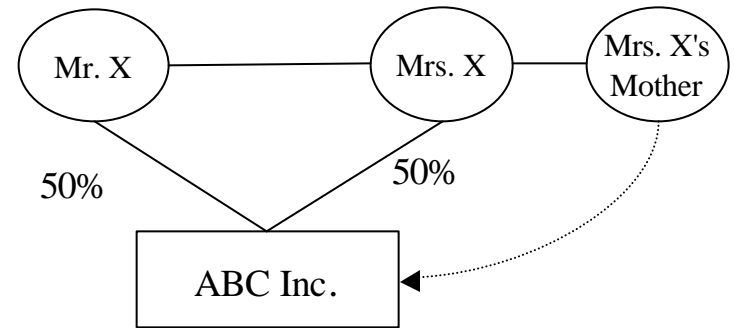 Mr. X
Mrs. X
Mrs. X's
Mother
50%
50%
ABC Inc.